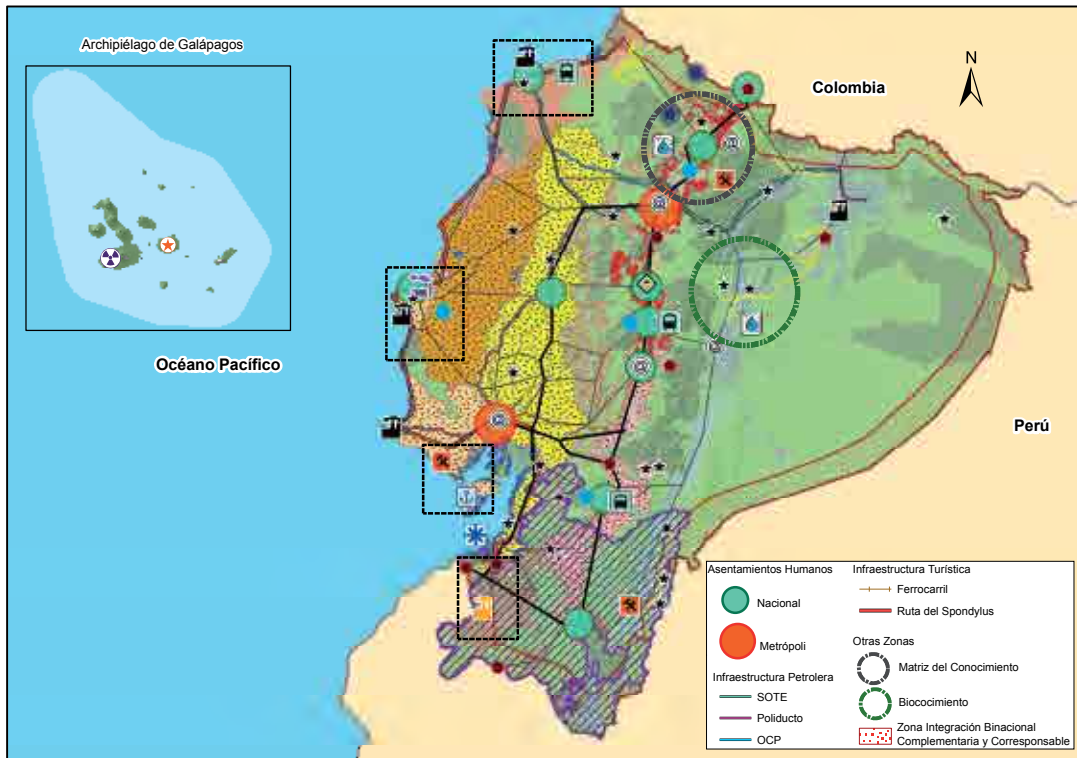 Archipiélago de Galápagos
N
Colombia
Océano Pacífico
Perú
Asentamientos Humanos
Nacional
Metrópoli
Infraestructura Petrolera
SOTE
Poliducto
OCP
Infraestructura Turística
Ferrocarril
Ruta del Spondylus
Otras Zonas
Matriz del Conocimiento
Biococimiento
Zona Integración Binacional
Complementaria y Corresponsable